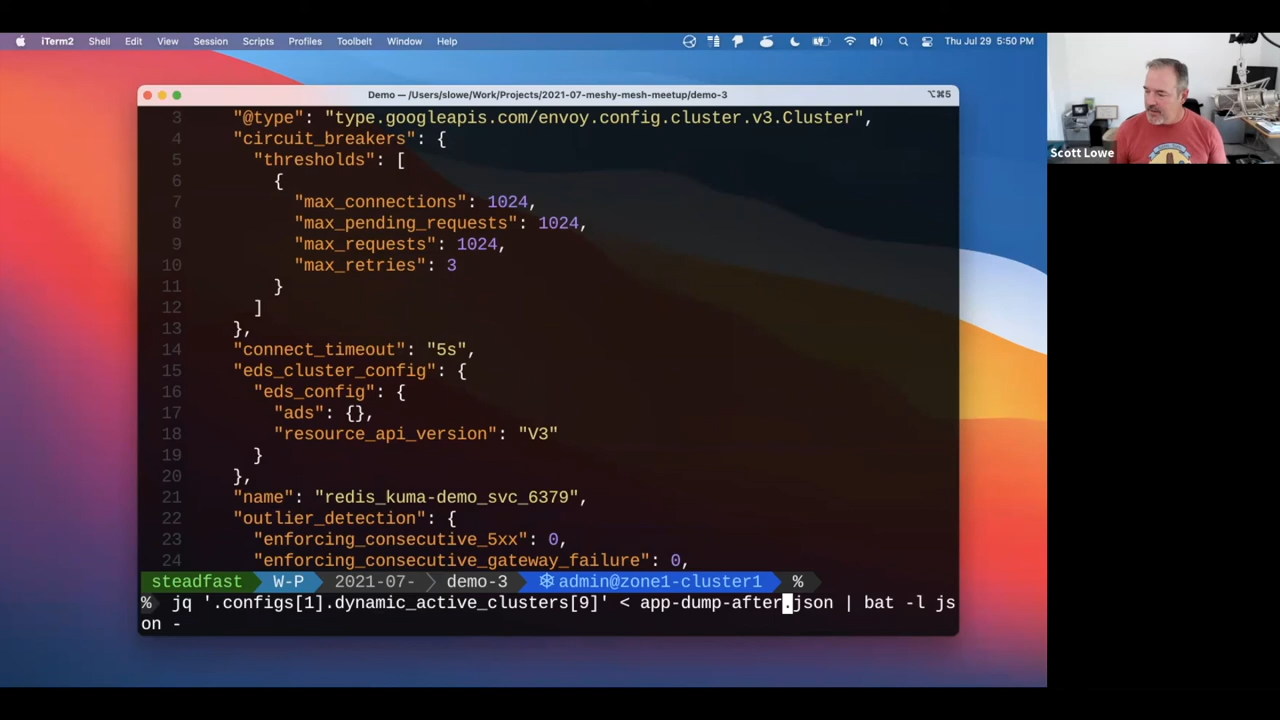 iTerm2 Shell Edit View Session Scripts Profiles Toolbelt Window Help Thu Jul 29 5:50 PM
Demo — /Users/slowe/Work/Projects/2021-07-meshy-mesh-meetup/demo-3 ⌥⌘5
3 "@type": "type.googleapis.com/envoy.config.cluster.v3.Cluster",
4 "circuit_breakers": {
5 "thresholds": [
6 {
7 "max_connections": 1024,
8 "max_pending_requests": 1024,
9 "max_requests": 1024,
10 "max_retries": 3
11 }
12 ]
13 },
14 "connect_timeout": "5s",
15 "eds_cluster_config": {
16 "eds_config": {
17 "ads": {},
18 "resource_api_version": "V3"
19 }
20 },
21 "name": "redis_kuma-demo_svc_6379",
22 "outlier_detection": {
23 "enforcing_consecutive_5xx": 0,
24 "enforcing_consecutive_gateway_failure": 0,
steadfast W-P 2021-07- demo-3 admin@zone1-cluster1 %
% jq '.configs[1].dynamic_active_clusters[9]' < app-dump-after.json | bat -l js
on -
Scott Lowe